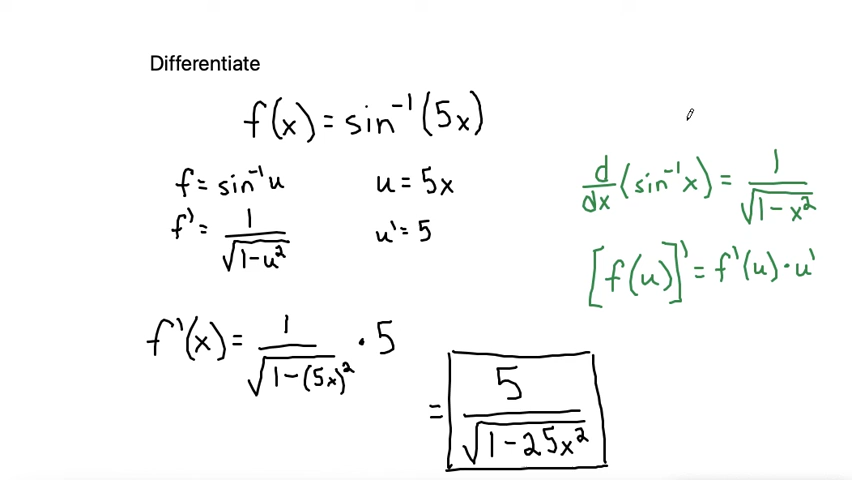 Differentiate
f(x) = sin⁻¹(5x)
f = sin⁻¹u
u = 5x
f' = 1/√(1-u²)
u' = 5
d/dx (sin⁻¹x) = 1/√(1-x²)
[f(u)]' = f'(u)·u'
f'(x) = 1/√(1-(5x)²) · 5
= 5/√(1-25x²)